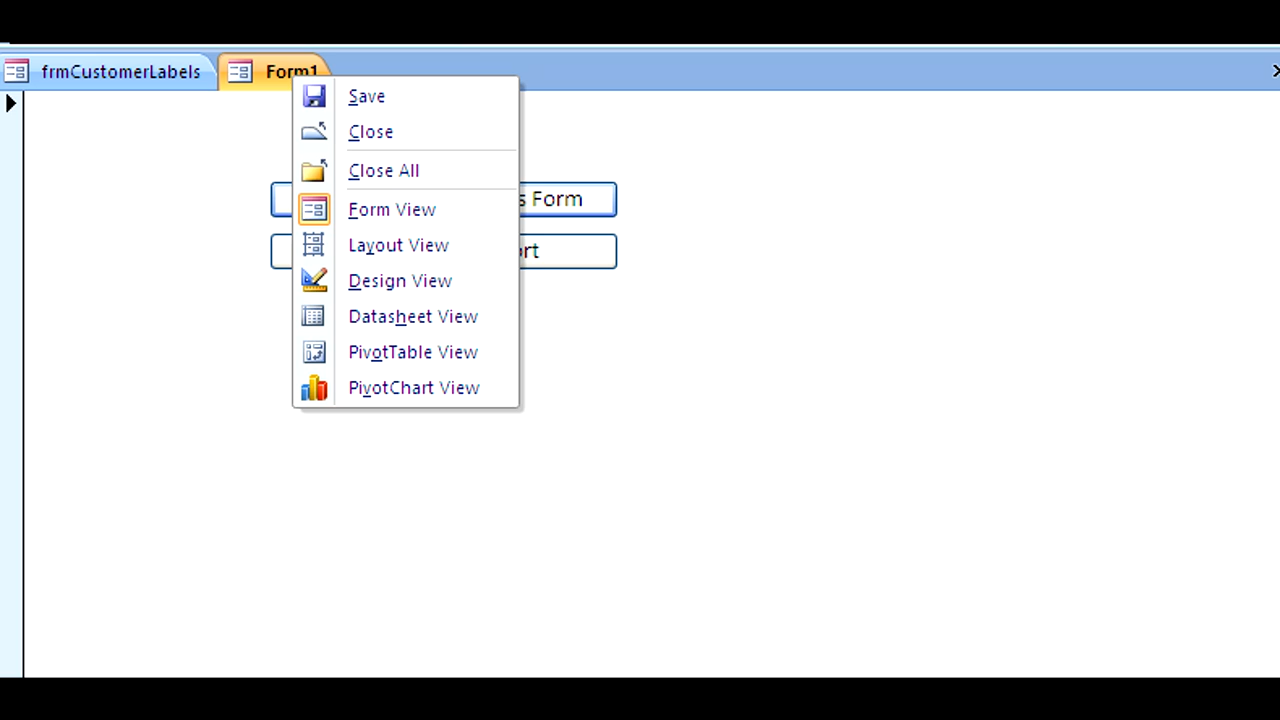 frmCustomerLabels
Form1
Save
Close
Close All
Form View
Layout View
Design View
Datasheet View
PivotTable View
PivotChart View
Form